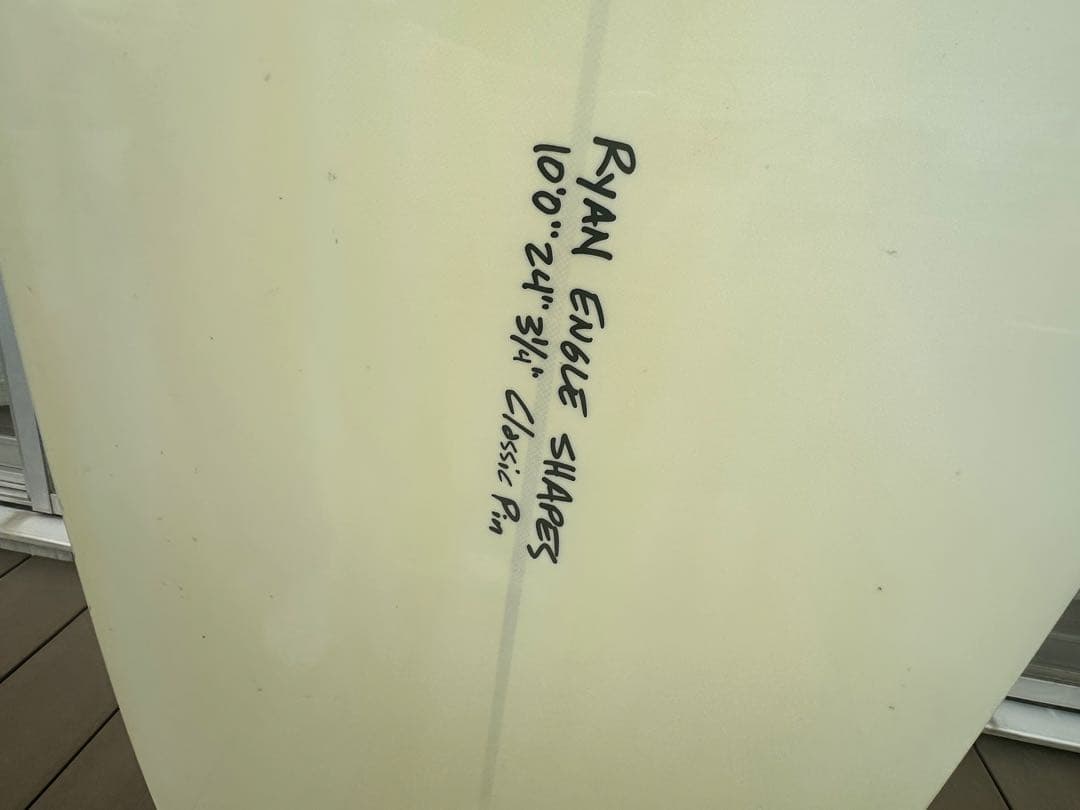 RYAN ENGLE SHAPES
10'0" 24" 3 1/4" Classic Pin